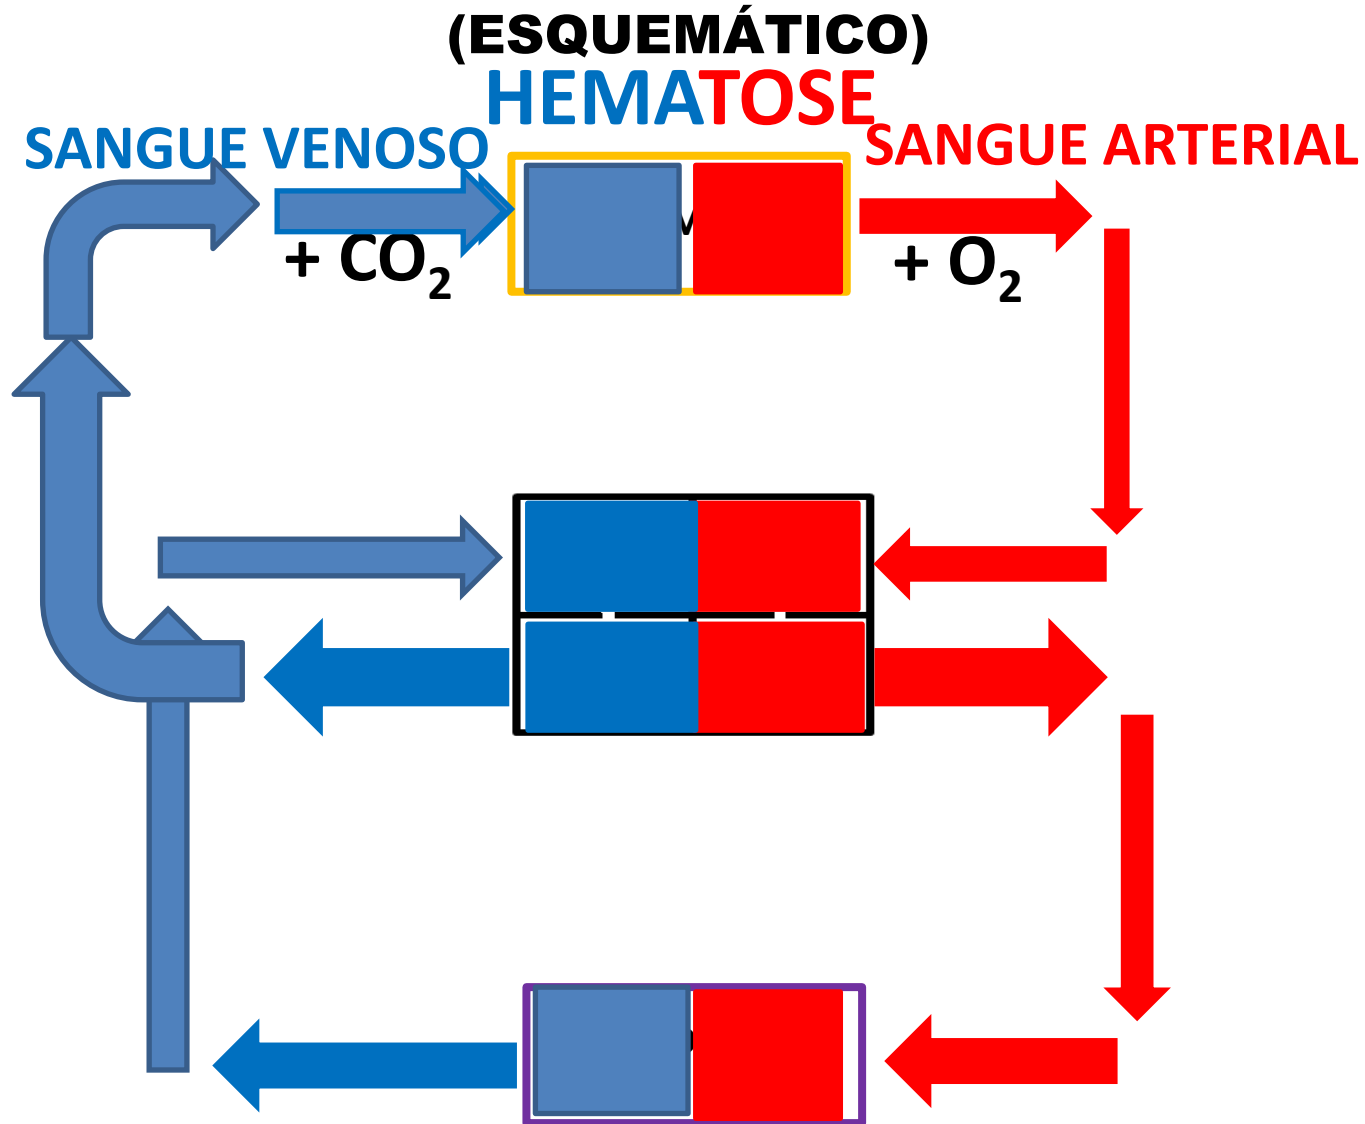 (ESQUEMÁTICO)
HEMATOSE
SANGUE VENOSO
SANGUE ARTERIAL
+ CO₂
+ O₂